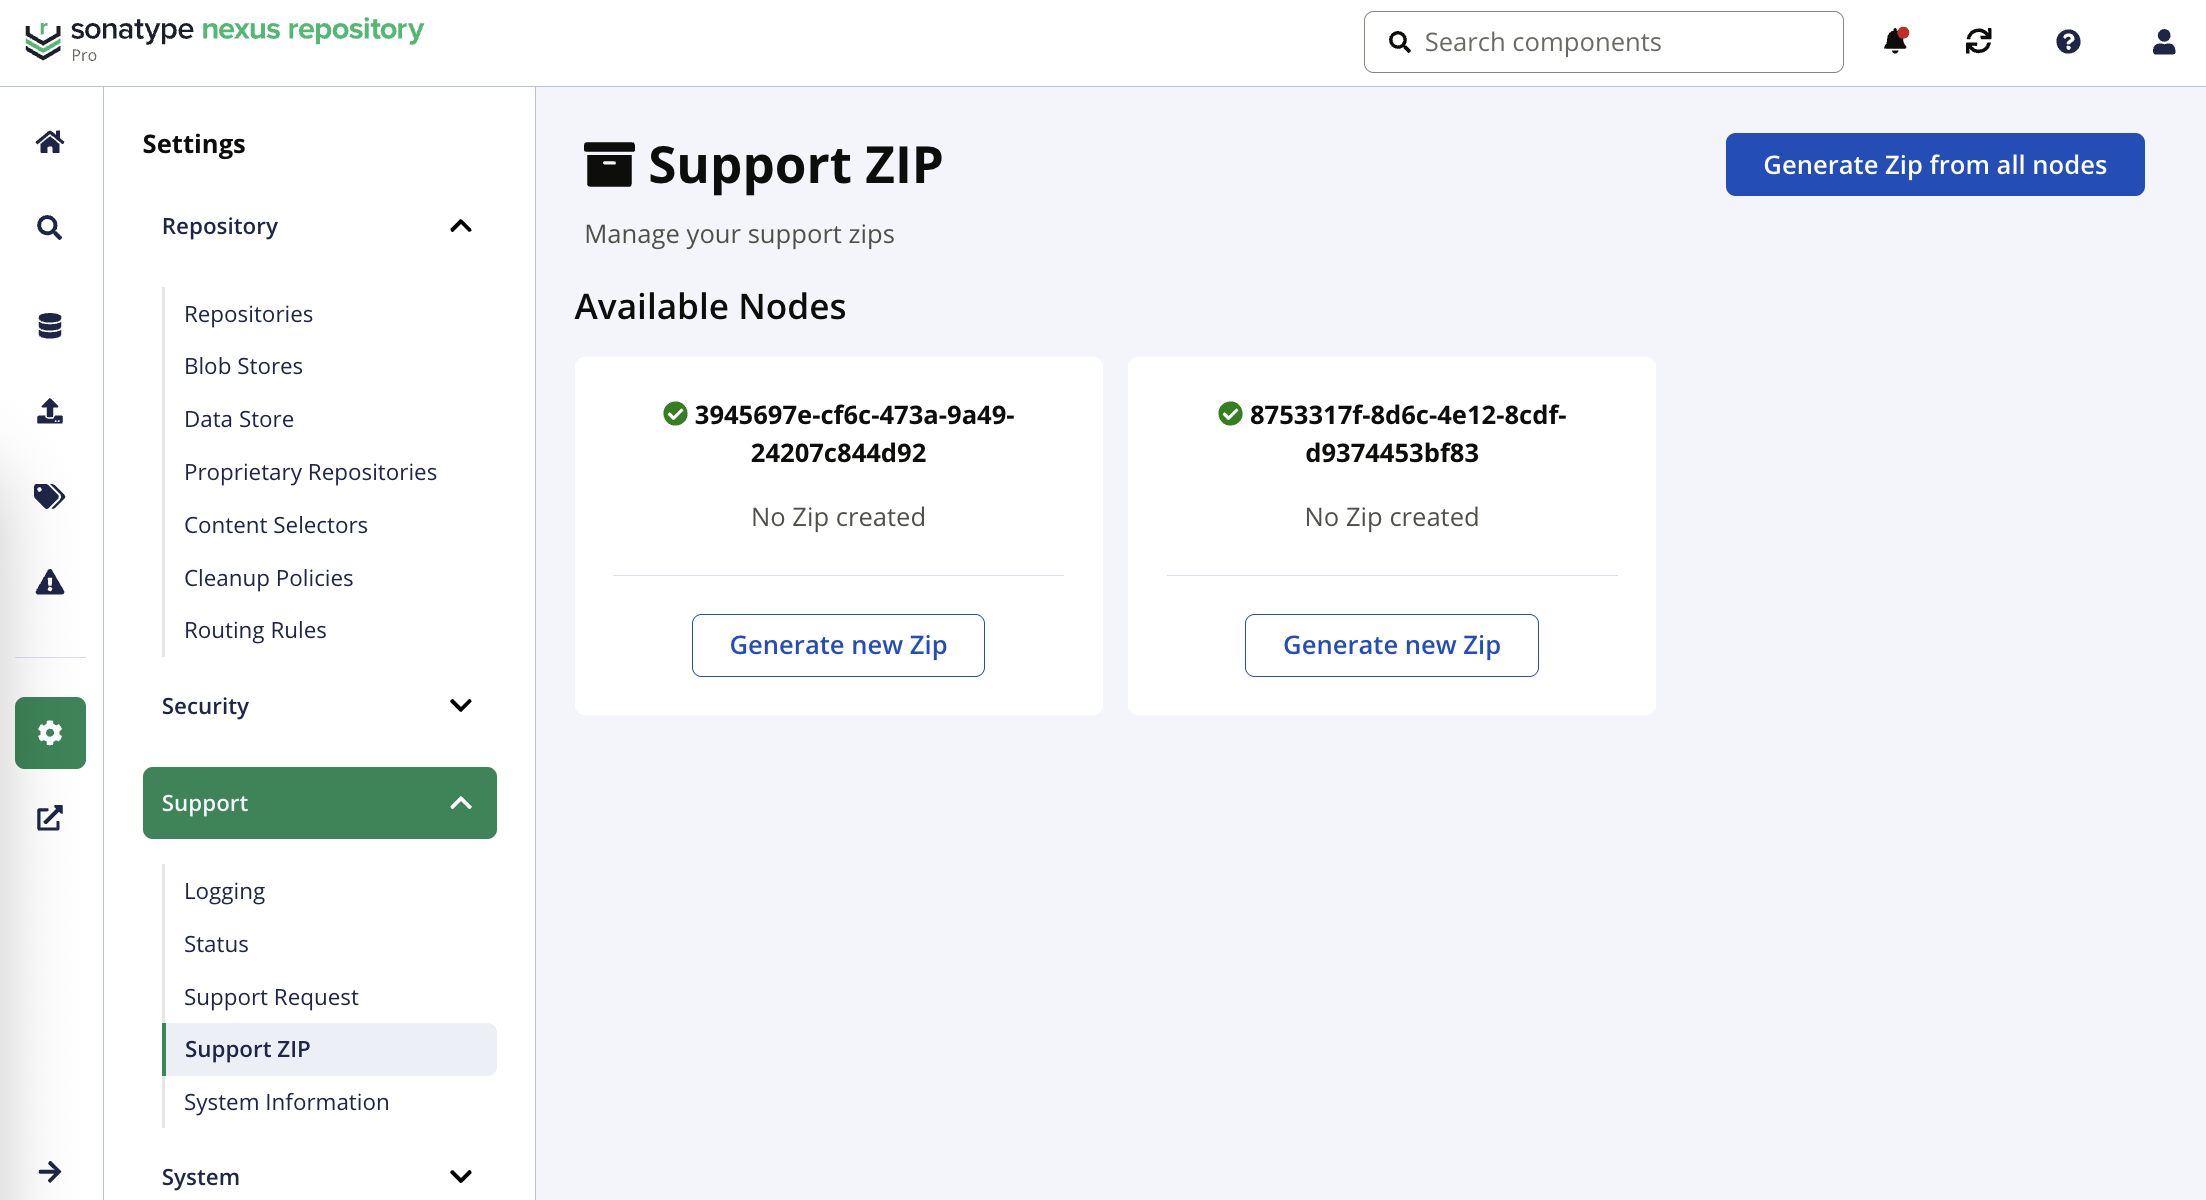 sonatype nexus repository
Pro
Search components
Settings
Repository
Repositories
Blob Stores
Data Store
Proprietary Repositories
Content Selectors
Cleanup Policies
Routing Rules
Security
Support
Logging
Status
Support Request
Support ZIP
System Information
System
Support ZIP
Generate Zip from all nodes
Manage your support zips
Available Nodes
3945697e-cf6c-473a-9a49-
24207c844d92
No Zip created
Generate new Zip
8753317f-8d6c-4e12-8cdf-
d9374453bf83
No Zip created
Generate new Zip